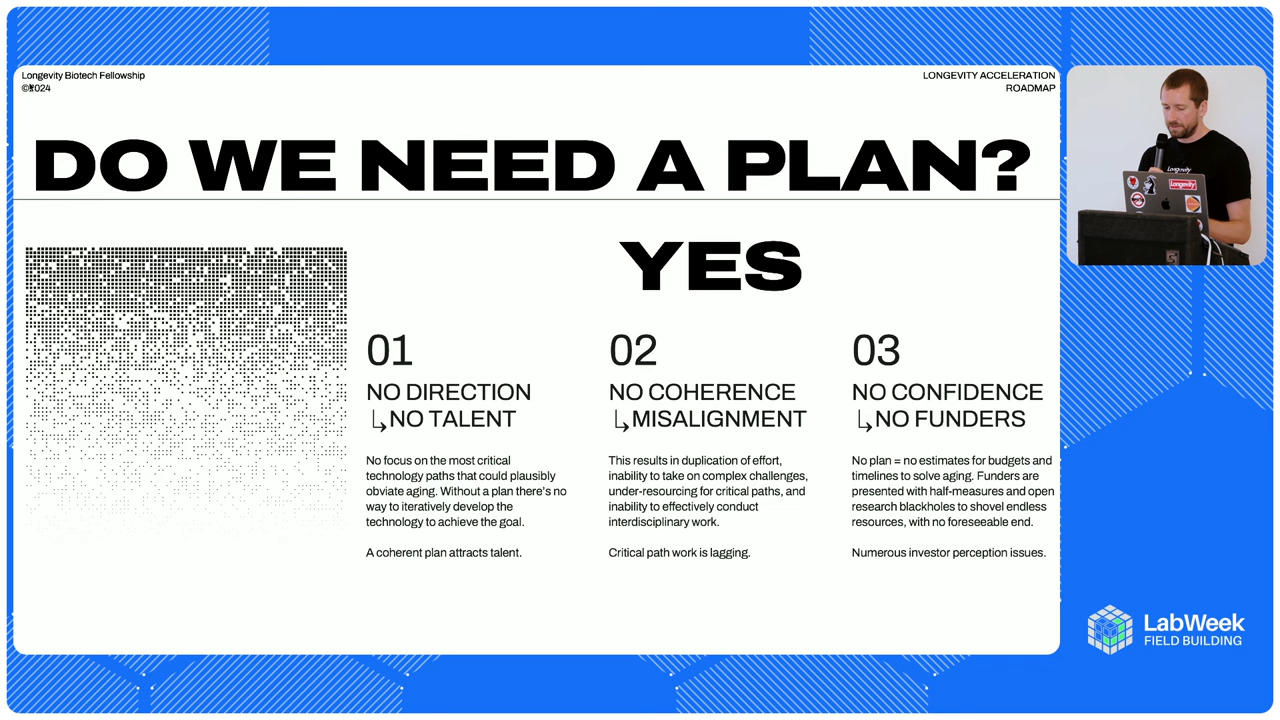 Longevity Biotech Fellowship
LONGEVITY ACCELERATION
ROADMAP
DO WE NEED A PLAN?
YES
01
NO DIRECTION
↳NO TALENT
No focus on the most critical
technology paths that could plausibly
obviate aging. Without a plan there's no
way to iteratively develop the
technology to achieve the goal.
A coherent plan attracts talent.
02
NO COHERENCE
↳MISALIGNMENT
This results in duplication of effort,
inability to take on complex challenges,
under-resourcing for critical paths, and
inability to effectively conduct
interdisciplinary work.
Critical path work is lagging.
03
NO CONFIDENCE
↳NO FUNDERS
No plan = no estimates for budgets and
timelines to solve aging. Funders are
presented with half-measures and open
research blackholes to shovel endless
resources, with no foreseeable end.
Numerous investor perception issues.
Longevity
Longevity
LabWeek
FIELD BUILDING